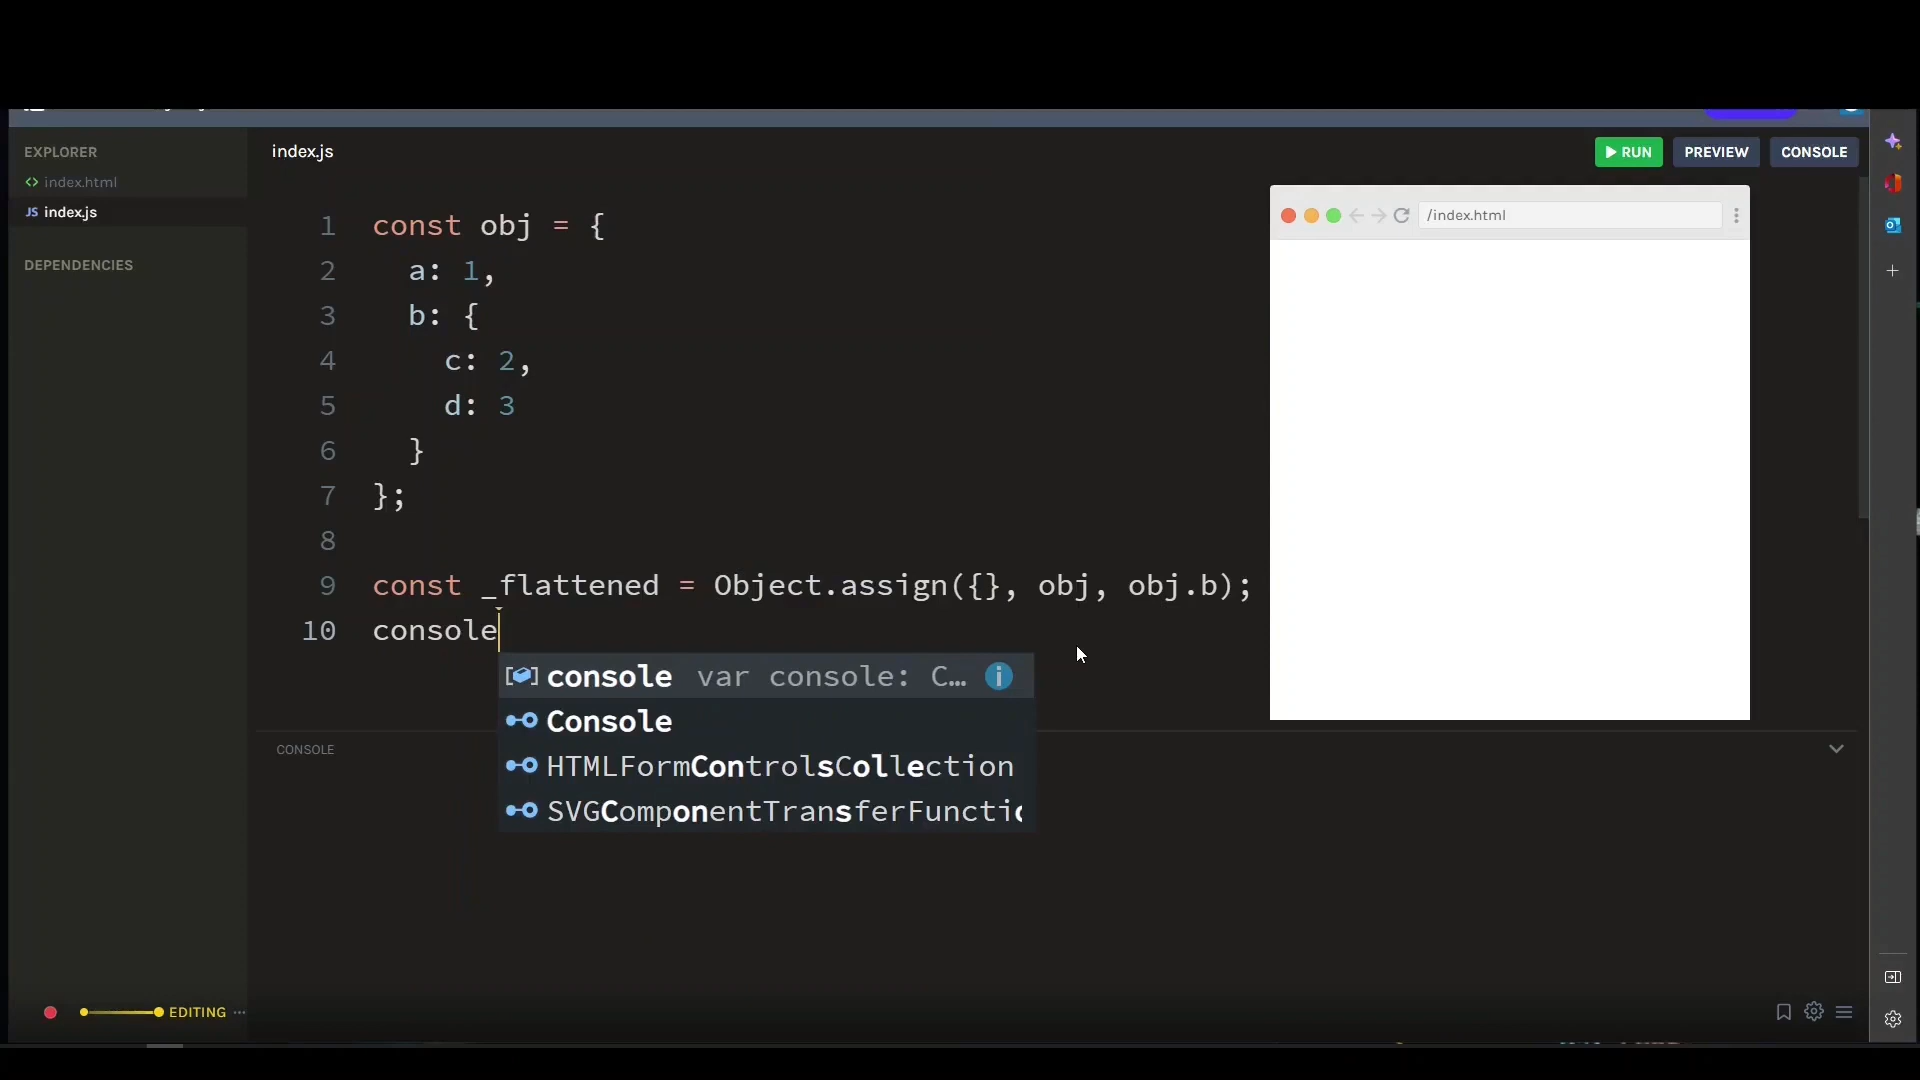 EXPLORER
index.html
JS index.js
DEPENDENCIES
index.js
RUN
PREVIEW
CONSOLE
1 const obj = {
2 a: 1,
3 b: {
4 c: 2,
5 d: 3
6 }
7 };
8
9 const _flattened = Object.assign({}, obj, obj.b);
10 console
console var console: C…
Console
HTMLFormControlsCollection
SVGComponentTransferFuncti
/index.html
CONSOLE
EDITING ...